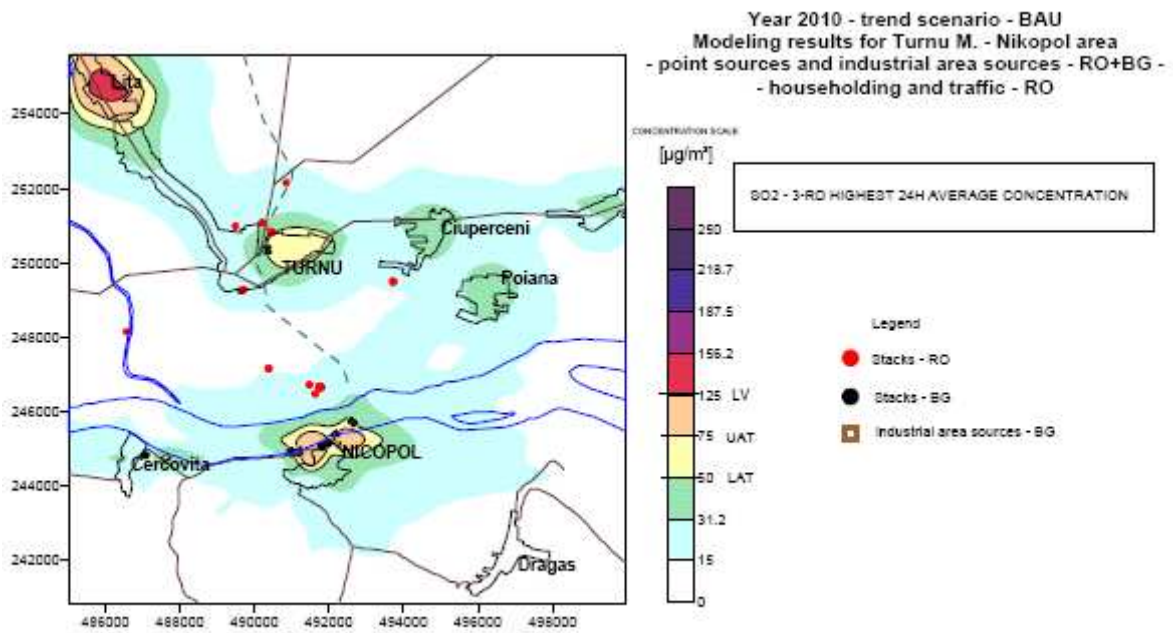 Year 2010 - trend scenario - BAU
Modeling results for Turnu M. - Nikopol area
- point sources and industrial area sources - RO+BG -
- householding and traffic - RO
CONCENTRATION SCALE
[µg/m³]
SO2 - 3-RD HIGHEST 24H AVERAGE CONCENTRATION
250
218.7
187.5
156.2
125 LV
75 UAT
50 LAT
31.2
15
0
Legend
Stacks - RO
Stacks - BG
Industrial area sources - BG
Lita
Ciuperceni
TURNU
Poiana
NICOPOL
Cercovita
Dragas
254000
252000
250000
248000
246000
244000
242000
486000 488000 490000 492000 494000 496000 498000